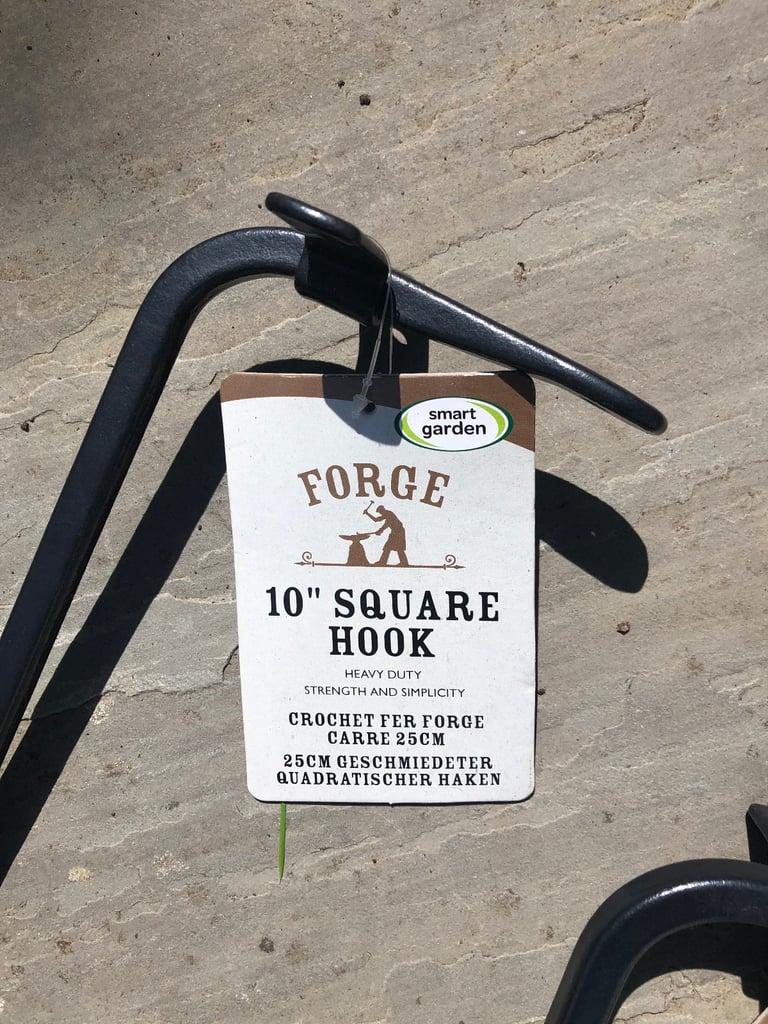 smart
garden
FORGE
10" SQUARE
HOOK
HEAVY DUTY
STRENGTH AND SIMPLICITY
CROCHET FER FORGE
CARRE 25CM
25CM GESCHMIEDETER
QUADRATISCHER HAKEN